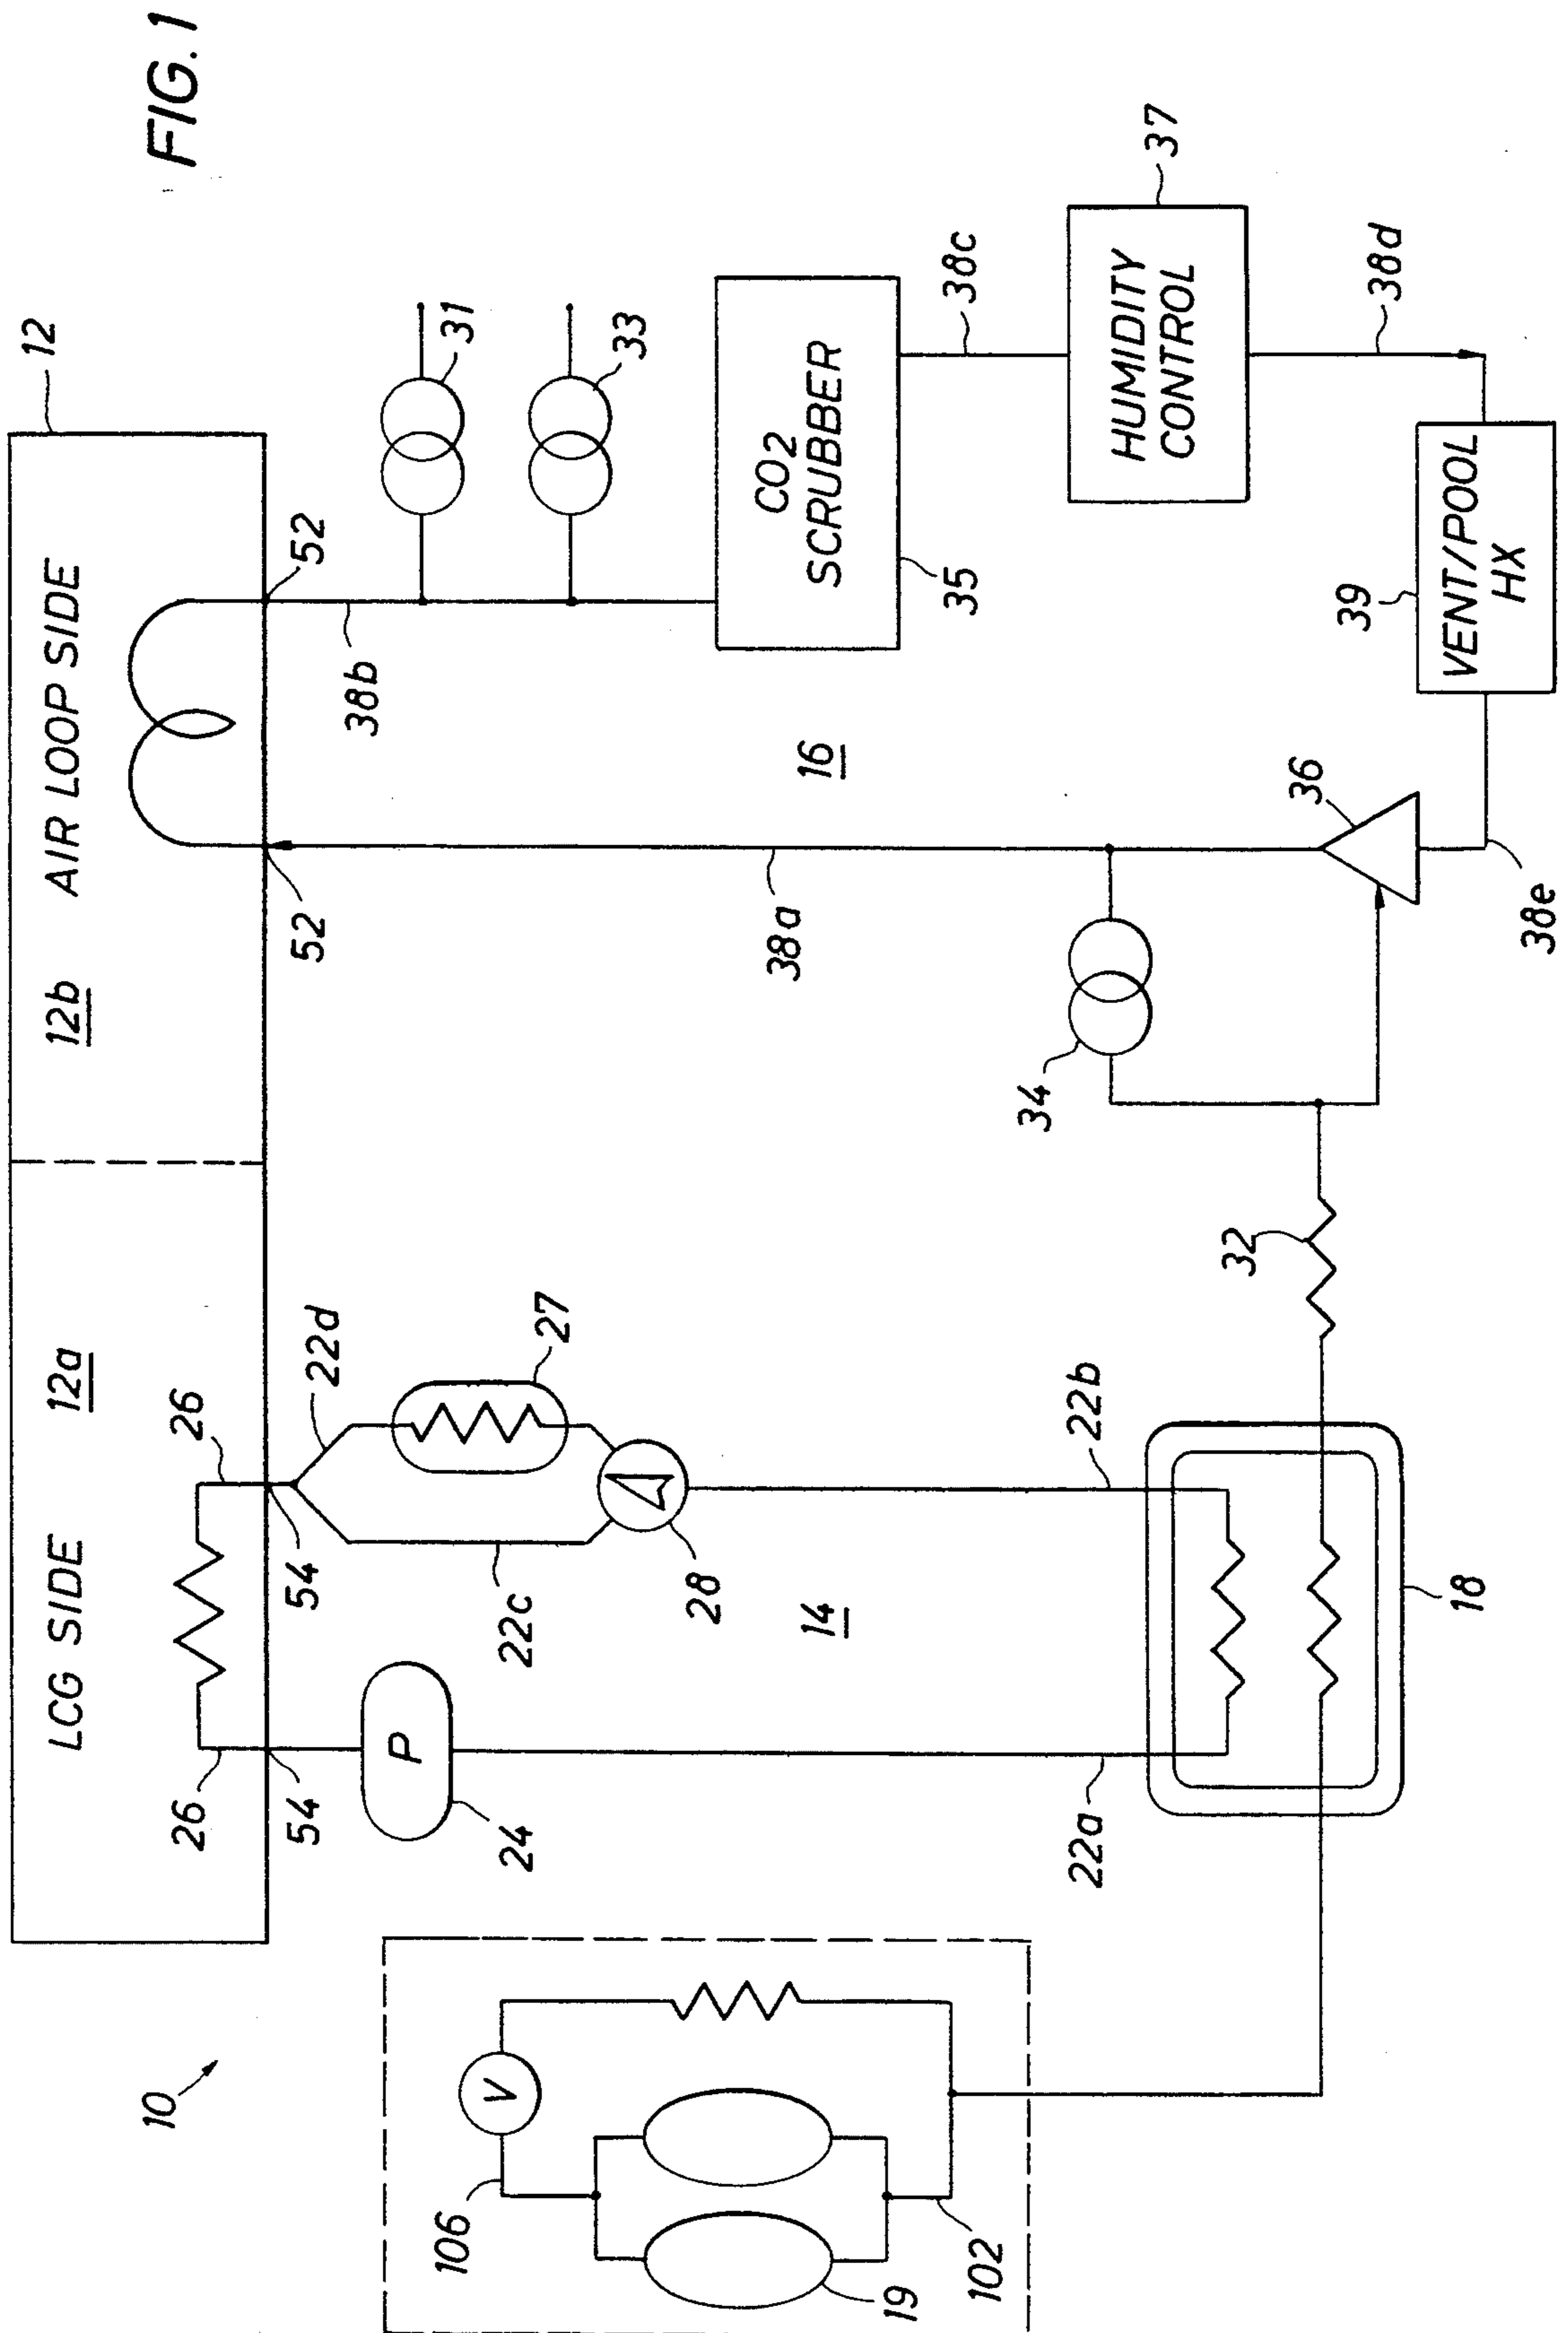 FIG. 1
10
12
LCG SIDE
12a
12b
AIR LOOP SIDE
26
26
54
54
52
52
22d
27
22c
28
P
24
14
22a
22b
18
32
34
36
38a
16
38b
31
33
CO2
SCRUBBER
35
38c
HUMIDITY
CONTROL
37
38d
VENT/POOL
HX
39
38e
V
106
19
102